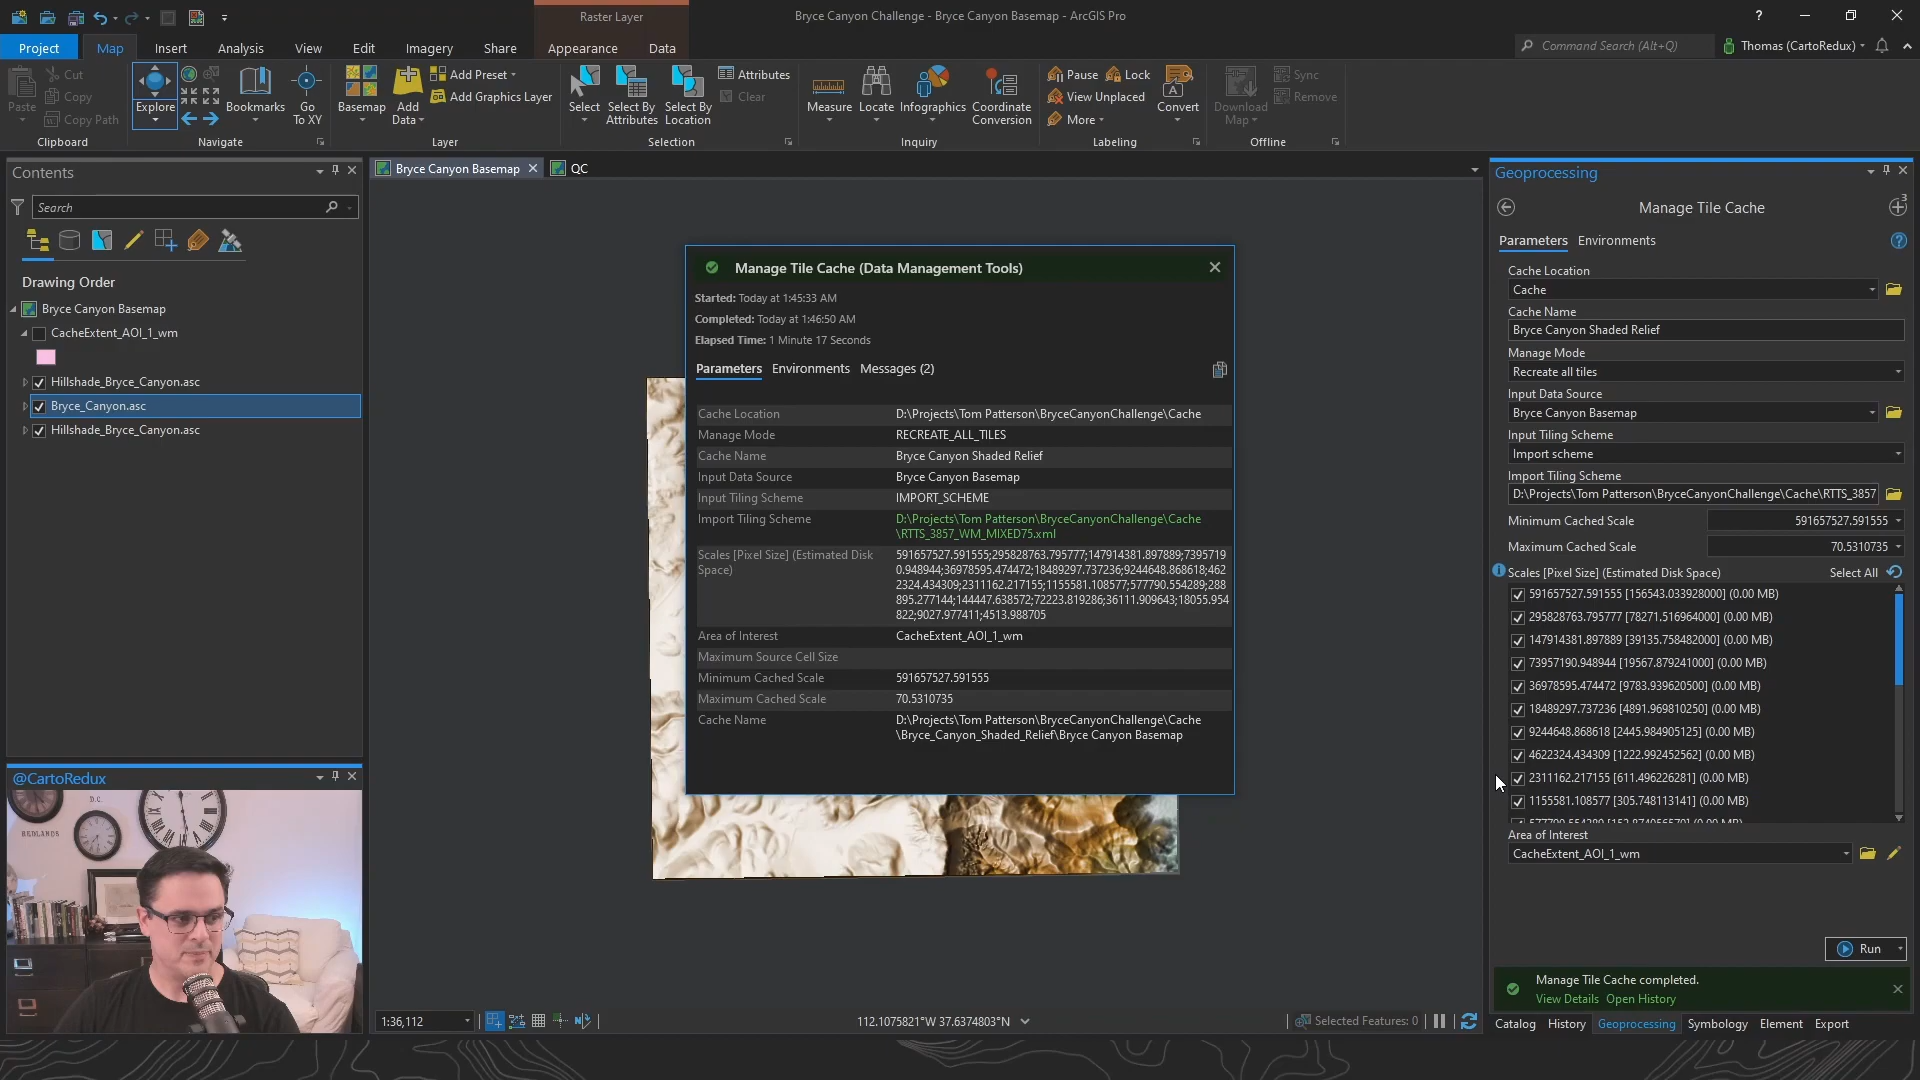 Raster Layer
Bryce Canyon Challenge - Bryce Canyon Basemap - ArcGIS Pro
?
Project
Map
Insert
Analysis
View
Edit
Imagery
Share
Appearance
Data
Command Search (Alt+Q)
Thomas (CartoRedux)
Paste
Cut
Copy
Copy Path
Clipboard
Explore
Bookmarks
Go
To XY
Navigate
Basemap
Add
Data
Add Preset
Add Graphics Layer
Layer
Select
Select By
Attributes
Select By
Location
Attributes
Clear
Selection
Measure
Locate
Infographics
Coordinate
Conversion
Inquiry
Pause
Lock
View Unplaced
More
Convert
Labeling
Download
Map
Sync
Remove
Offline
Contents
Search
Drawing Order
Bryce Canyon Basemap
CacheExtent_AOI_1_wm
Hillshade_Bryce_Canyon.asc
Bryce_Canyon.asc
Hillshade_Bryce_Canyon.asc
@CartoRedux
D.C.
REDLANDS
Bryce Canyon Basemap
QC
Manage Tile Cache (Data Management Tools)
Started: Today at 1:45:33 AM
Completed: Today at 1:46:50 AM
Elapsed Time: 1 Minute 17 Seconds
Parameters
Environments
Messages (2)
Cache Location D:\Projects\Tom Patterson\BryceCanyonChallenge\Cache
Manage Mode RECREATE_ALL_TILES
Cache Name Bryce Canyon Shaded Relief
Input Data Source Bryce Canyon Basemap
Input Tiling Scheme IMPORT_SCHEME
Import Tiling Scheme D:\Projects\Tom Patterson\BryceCanyonChallenge\Cache
\RTTS_3857_WM_MIXED75.xml
Scales [Pixel Size] (Estimated Disk 591657527.591555;295828763.795777;147914381.897889;7395719
Space) 0.948944;36978595.474472;18489297.737236;9244648.868618;462
2324.434309;2311162.217155;1155581.108577;577790.554289;288
895.277144;144447.638572;72223.819286;36111.909643;18055.954
822;9027.977411;4513.988705
Area of Interest CacheExtent_AOI_1_wm
Maximum Source Cell Size
Minimum Cached Scale 591657527.591555
Maximum Cached Scale 70.5310735
Cache Name D:\Projects\Tom Patterson\BryceCanyonChallenge\Cache
\Bryce_Canyon_Shaded_Relief\Bryce Canyon Basemap
1:36,112
112.1075821°W 37.6374803°N
Selected Features: 0
Geoprocessing
Manage Tile Cache
3
Parameters
Environments
?
Cache Location
Cache
Cache Name
Bryce Canyon Shaded Relief
Manage Mode
Recreate all tiles
Input Data Source
Bryce Canyon Basemap
Input Tiling Scheme
Import scheme
Import Tiling Scheme
D:\Projects\Tom Patterson\BryceCanyonChallenge\Cache\RTTS_3857
Minimum Cached Scale 591657527.591555
Maximum Cached Scale 70.5310735
Scales [Pixel Size] (Estimated Disk Space) Select All
591657527.591555 [156543.033928000] (0.00 MB)
295828763.795777 [78271.516964000] (0.00 MB)
147914381.897889 [39135.758482000] (0.00 MB)
73957190.948944 [19567.879241000] (0.00 MB)
36978595.474472 [9783.939620500] (0.00 MB)
18489297.737236 [4891.969810250] (0.00 MB)
9244648.868618 [2445.984905125] (0.00 MB)
4622324.434309 [1222.992452562] (0.00 MB)
2311162.217155 [611.496226281] (0.00 MB)
1155581.108577 [305.748113141] (0.00 MB)
Area of Interest
CacheExtent_AOI_1_wm
Run
Manage Tile Cache completed.
View Details Open History
Catalog
History
Geoprocessing
Symbology
Element
Export